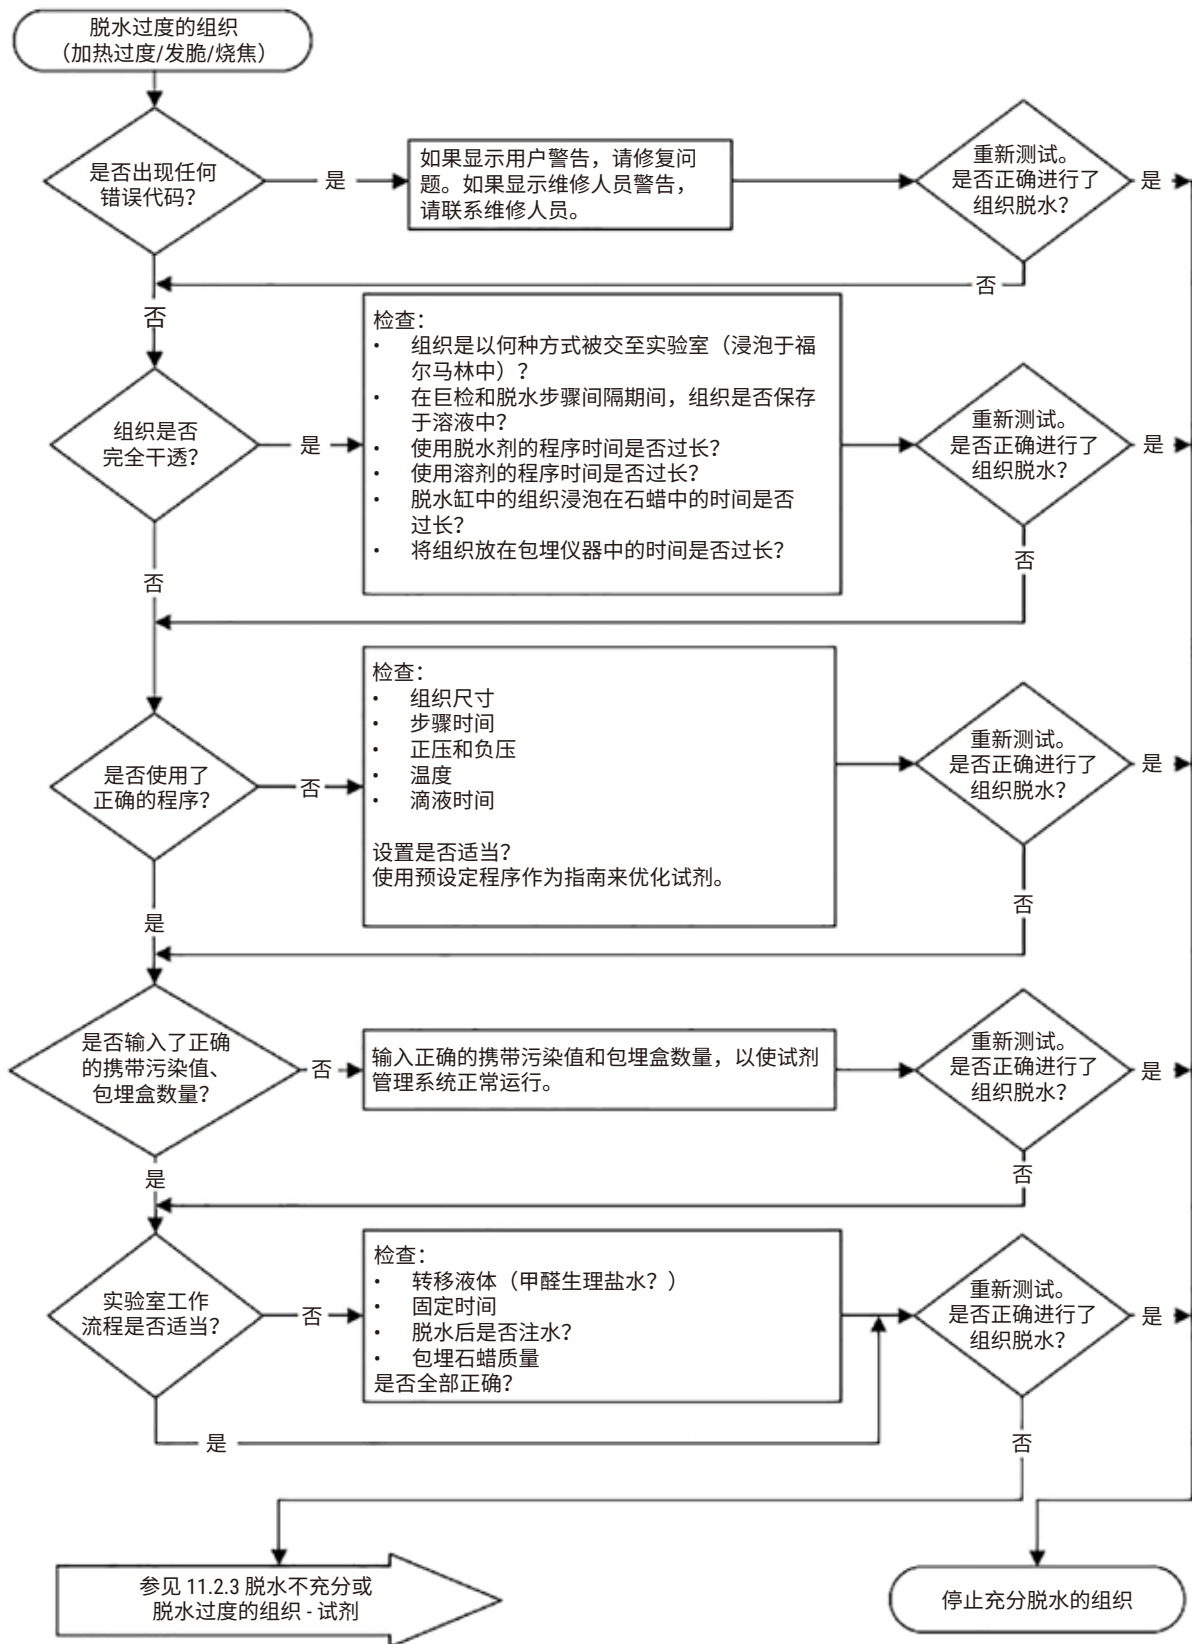 脱水过度的组织
（加热过度/发脆/烧焦）
是否出现任何
错误代码？
是
如果显示用户警告，请修复问
题。如果显示维修人员警告，
请联系维修人员。
重新测试。
是否正确进行了
组织脱水？
是
否
否
组织是否
完全干透？
是
检查：
• 组织是以何种方式被交至实验室（浸泡于福
尔马林中）？
• 在巨检和脱水步骤间隔期间，组织是否保存
于溶液中？
• 使用脱水剂的程序时间是否过长？
• 使用溶剂的程序时间是否过长？
• 脱水缸中的组织浸泡在石蜡中的时间是否
过长？
• 将组织放在包埋仪器中的时间是否过长？
重新测试。
是否正确进行了
组织脱水？
是
否
否
是否使用了
正确的程序？
否
检查：
• 组织尺寸
• 步骤时间
• 正压和负压
• 温度
• 滴液时间
设置是否适当？
使用预设定程序作为指南来优化试剂。
重新测试。
是否正确进行了
组织脱水？
是
否
是
是否输入了正确
的携带污染值、
包埋盒数量？
否
输入正确的携带污染值和包埋盒数量，以使试剂
管理系统正常运行。
重新测试。
是否正确进行了
组织脱水？
是
否
是
实验室工作
流程是否适当？
否
检查：
• 转移液体（甲醛生理盐水？）
• 固定时间
• 脱水后是否注水？
• 包埋石蜡质量
是否全部正确？
重新测试。
是否正确进行了
组织脱水？
是
是
否
参见 11.2.3 脱水不充分或
脱水过度的组织 - 试剂
停止充分脱水的组织